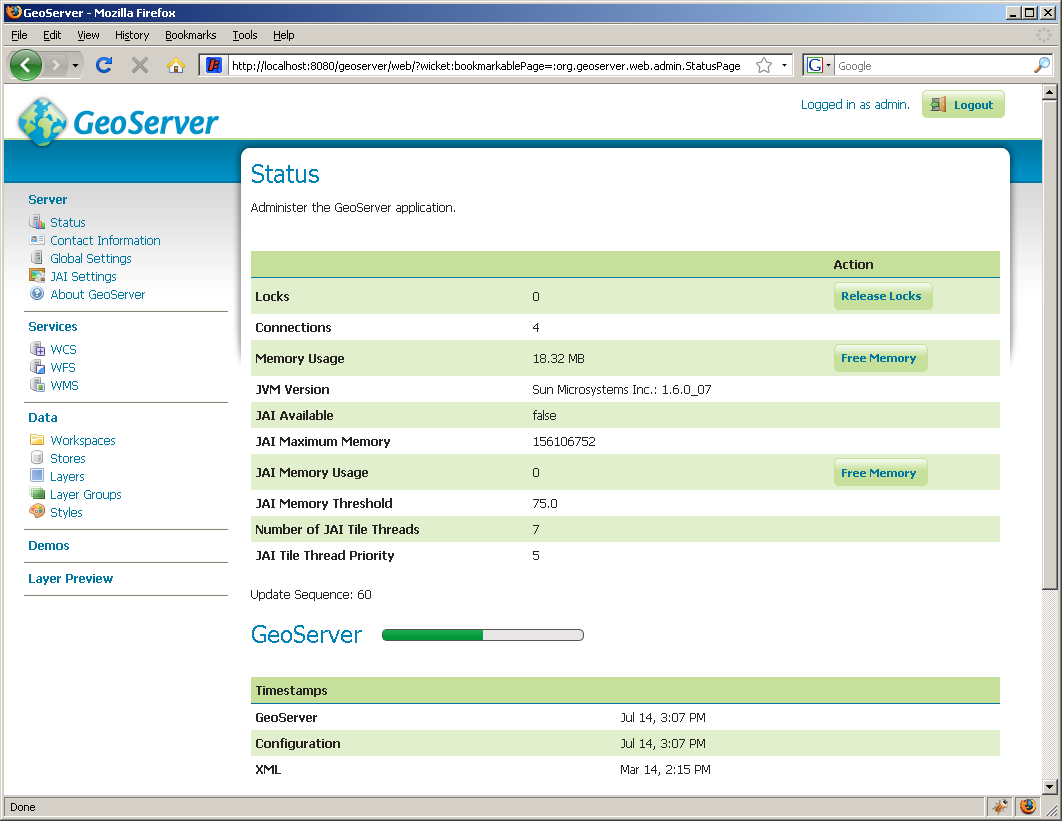 GeoServer - Mozilla Firefox
File Edit View History Bookmarks Tools Help
http://localhost:8080/geoserver/web/?wicket:bookmarkablePage=:org.geoserver.web.admin.StatusPage
G Google
GeoServer
Logged in as admin. Logout
Server
Status
Contact Information
Global Settings
JAI Settings
About GeoServer
Services
WCS
WFS
WMS
Data
Workspaces
Stores
Layers
Layer Groups
Styles
Demos
Layer Preview
Status
Administer the GeoServer application.
Action
Locks 0 Release Locks
Connections 4
Memory Usage 18.32 MB Free Memory
JVM Version Sun Microsystems Inc.: 1.6.0_07
JAI Available false
JAI Maximum Memory 156106752
JAI Memory Usage 0 Free Memory
JAI Memory Threshold 75.0
Number of JAI Tile Threads 7
JAI Tile Thread Priority 5
Update Sequence: 60
GeoServer
Timestamps
GeoServer Jul 14, 3:07 PM
Configuration Jul 14, 3:07 PM
XML Mar 14, 2:15 PM
Done